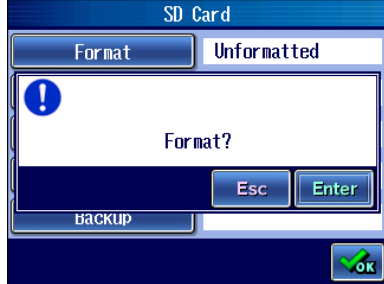 SD Card
Format Unformatted
Format?
Esc Enter
Backup
OK